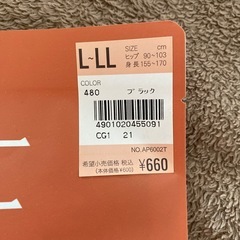 L~LL
SIZE cm
ヒップ 90~103
身長 155~170
COLOR
480 ブラック
4901020455091
CG1 21
NO.AP6002T
希望小売価格 税込
(本体価格¥600)
¥660